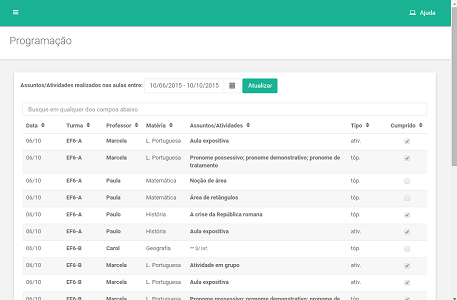 Ajuda
Programação
Assuntos/Atividades realizados nas aulas entre: 10/06/2015 - 10/10/2015 Atualizar
Busque em qualquer dos campos abaixo
Data Turma Professor Matéria Assuntos/Atividades Tipo Cumprido
06/10 EF6-A Marcela L. Portuguesa Aula expositiva ativ.
06/10 EF6-A Marcela L. Portuguesa Pronome possessivo; pronome demonstrativo; pronome de tóp.
tratamento
06/10 EF6-A Paula Matemática Noção de área tóp.
06/10 EF6-A Paula Matemática Área de retângulos tóp.
06/10 EF6-A Paulo História A crise da República romana tóp.
06/10 EF6-A Paulo História Aula expositiva ativ.
06/10 EF6-B Carol Geografia tóp.
06/10 EF6-B Marcela L. Portuguesa Atividade em grupo ativ.
06/10 EF6-B Marcela L. Portuguesa Aula expositiva ativ.
06/10 EF6-B Marcela L. Portuguesa Pronome possessivo; pronome demonstrativo; pronome de tóp.